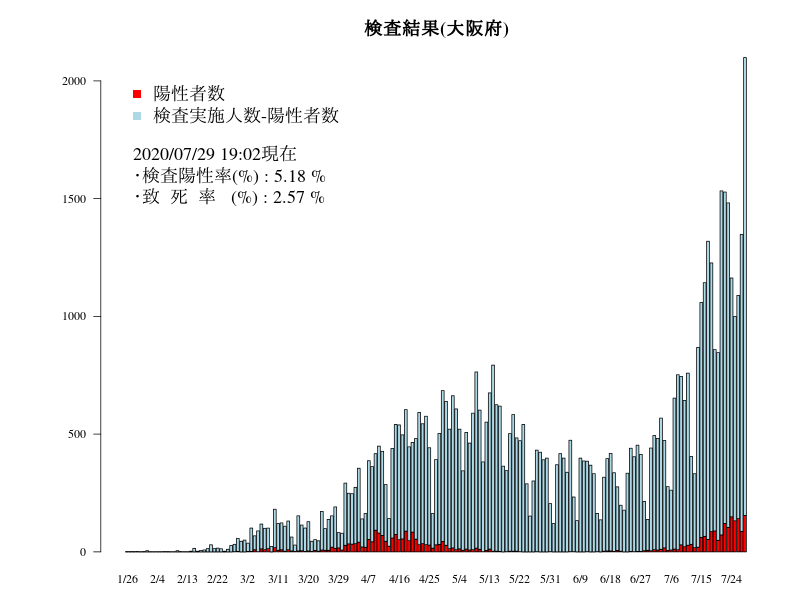 検査結果(大阪府)
2000
1500
1000
500
0
陽性者数
検査実施人数-陽性者数
2020/07/29 19:02現在
・検査陽性率(%) : 5.18 %
・致 死 率 (%) : 2.57 %
1/26 2/4 2/13 2/22 3/2 3/11 3/20 3/29 4/7 4/16 4/25 5/4 5/13 5/22 5/31 6/9 6/18 6/27 7/6 7/15 7/24